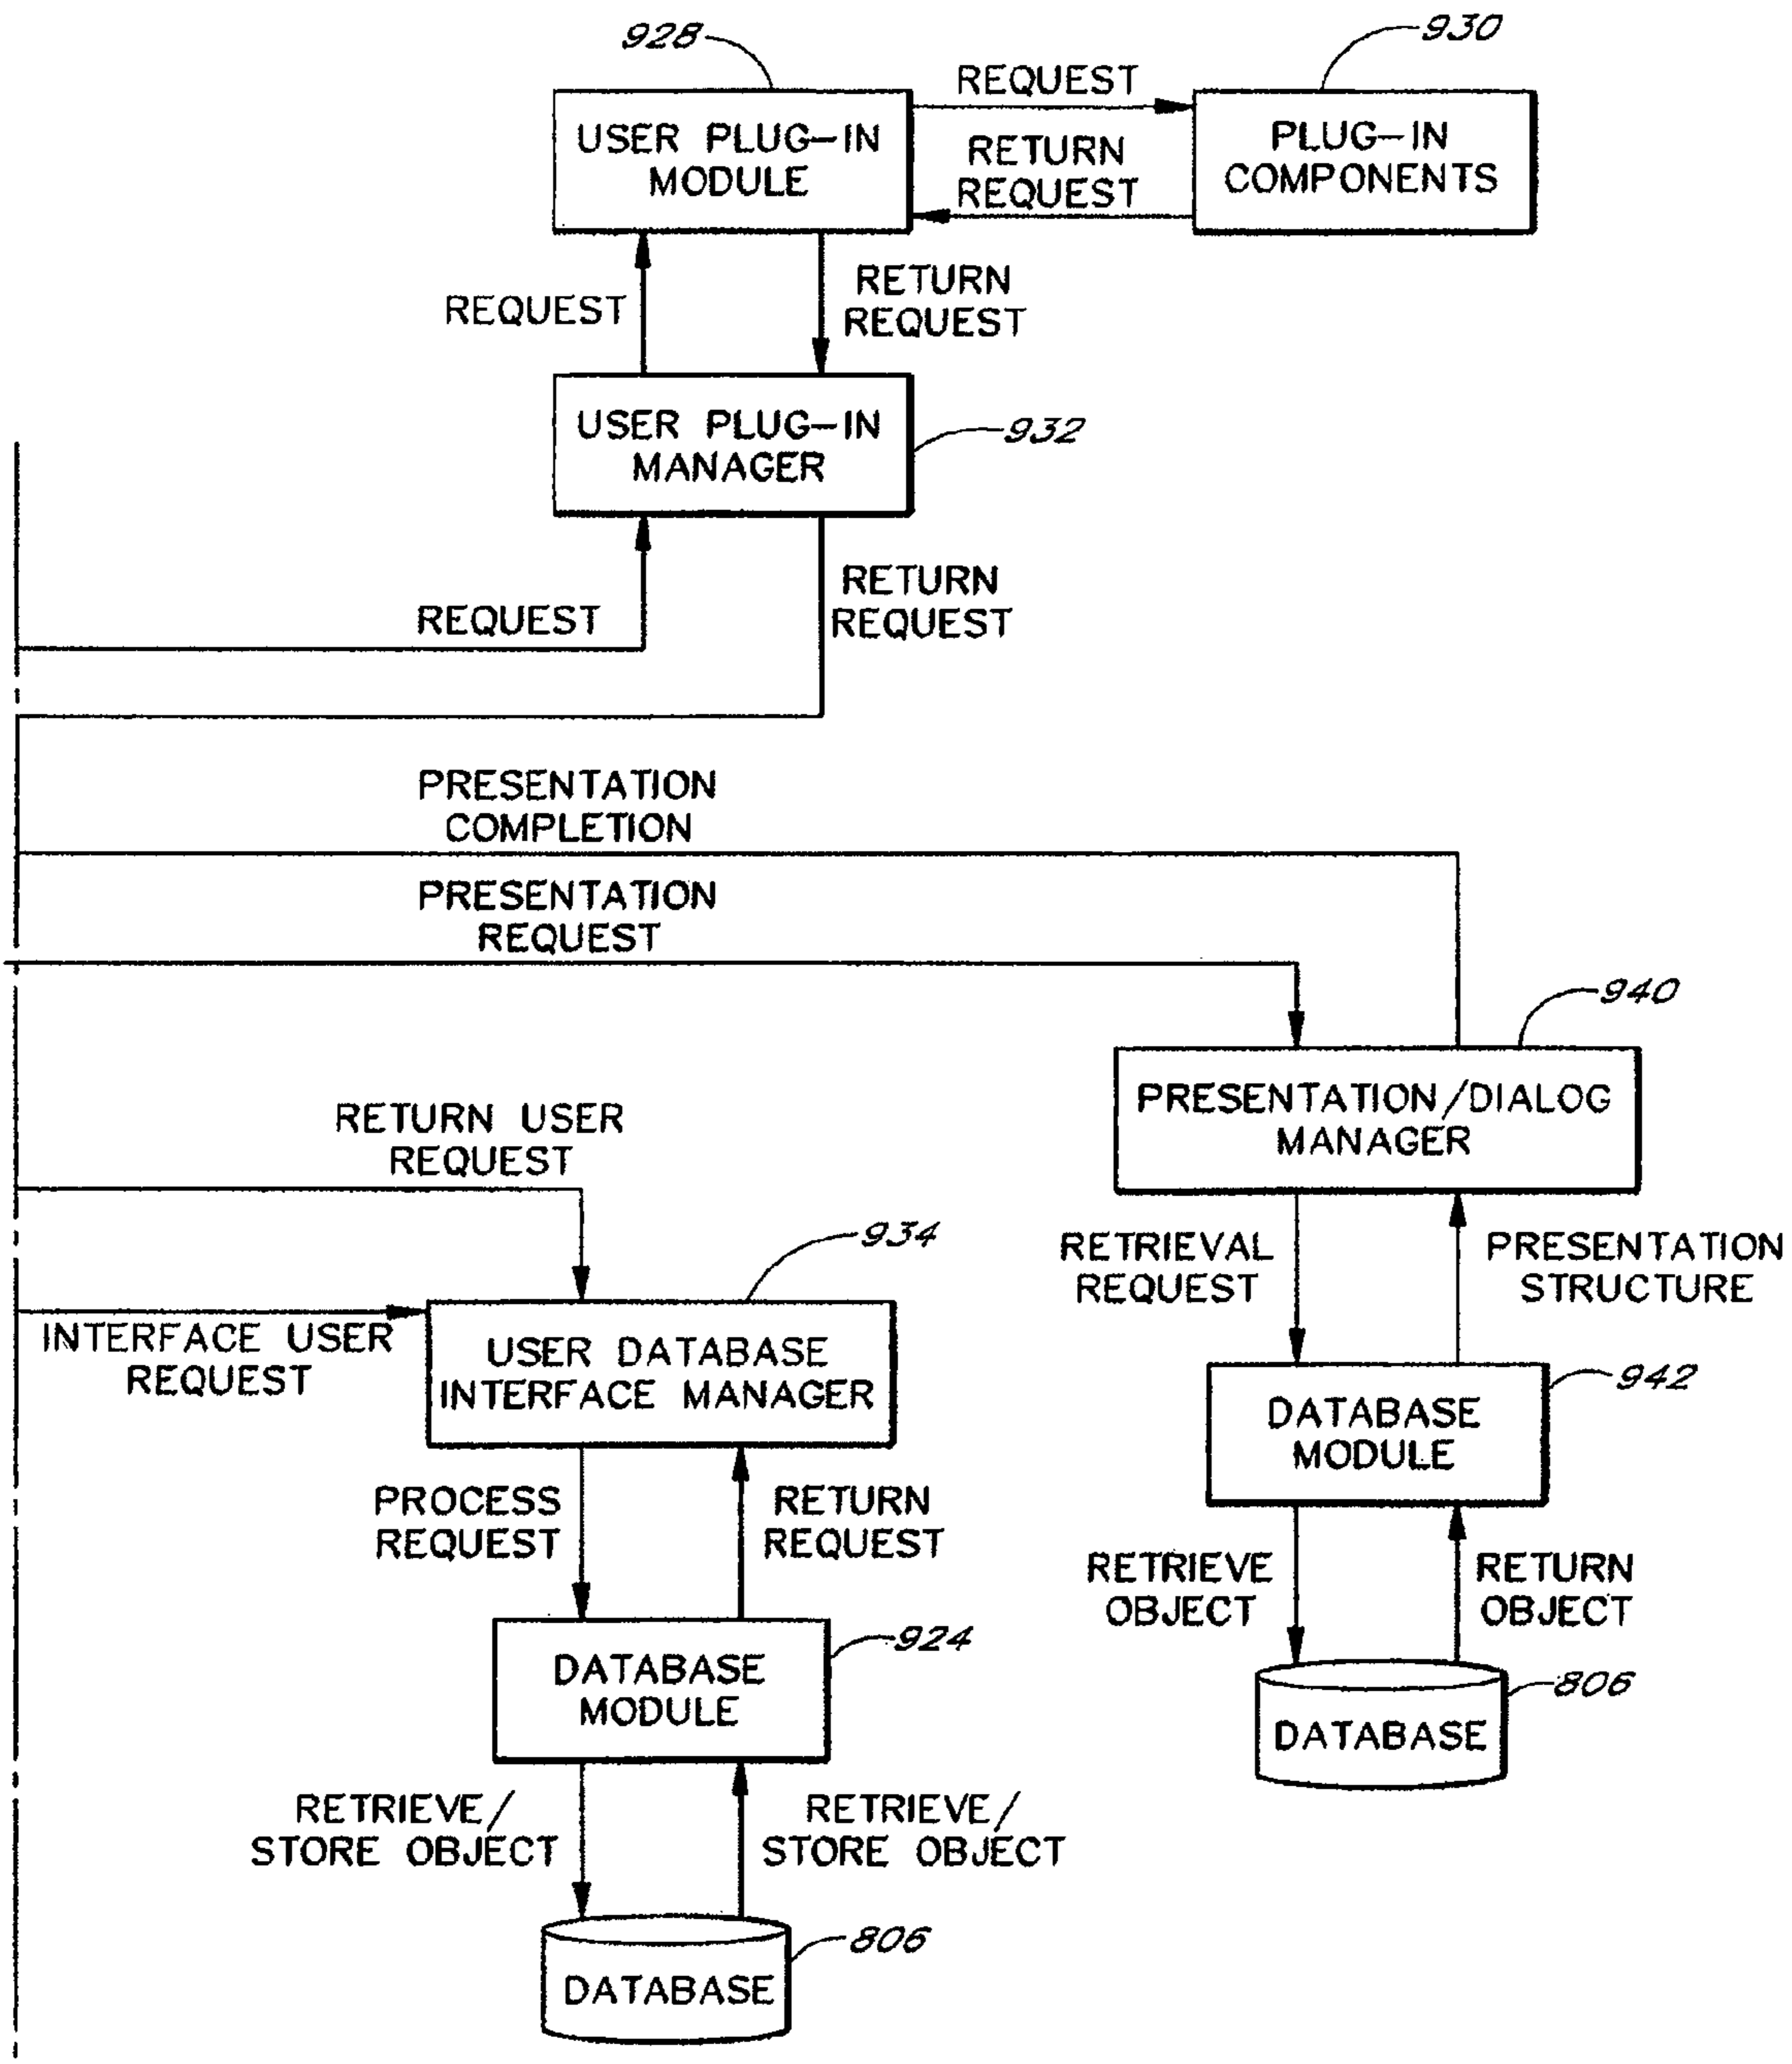 928
930
REQUEST
USER PLUG-IN
MODULE
RETURN
REQUEST
PLUG-IN
COMPONENTS
REQUEST
RETURN
REQUEST
USER PLUG-IN
MANAGER
932
REQUEST
RETURN
REQUEST
PRESENTATION
COMPLETION
PRESENTATION
REQUEST
940
PRESENTATION/DIALOG
MANAGER
RETURN USER
REQUEST
934
RETRIEVAL
REQUEST
PRESENTATION
STRUCTURE
INTERFACE USER
REQUEST
USER DATABASE
INTERFACE MANAGER
942
DATABASE
MODULE
PROCESS
REQUEST
RETURN
REQUEST
RETRIEVE
OBJECT
RETURN
OBJECT
924
DATABASE
MODULE
806
DATABASE
RETRIEVE/
STORE OBJECT
RETRIEVE/
STORE OBJECT
806
DATABASE